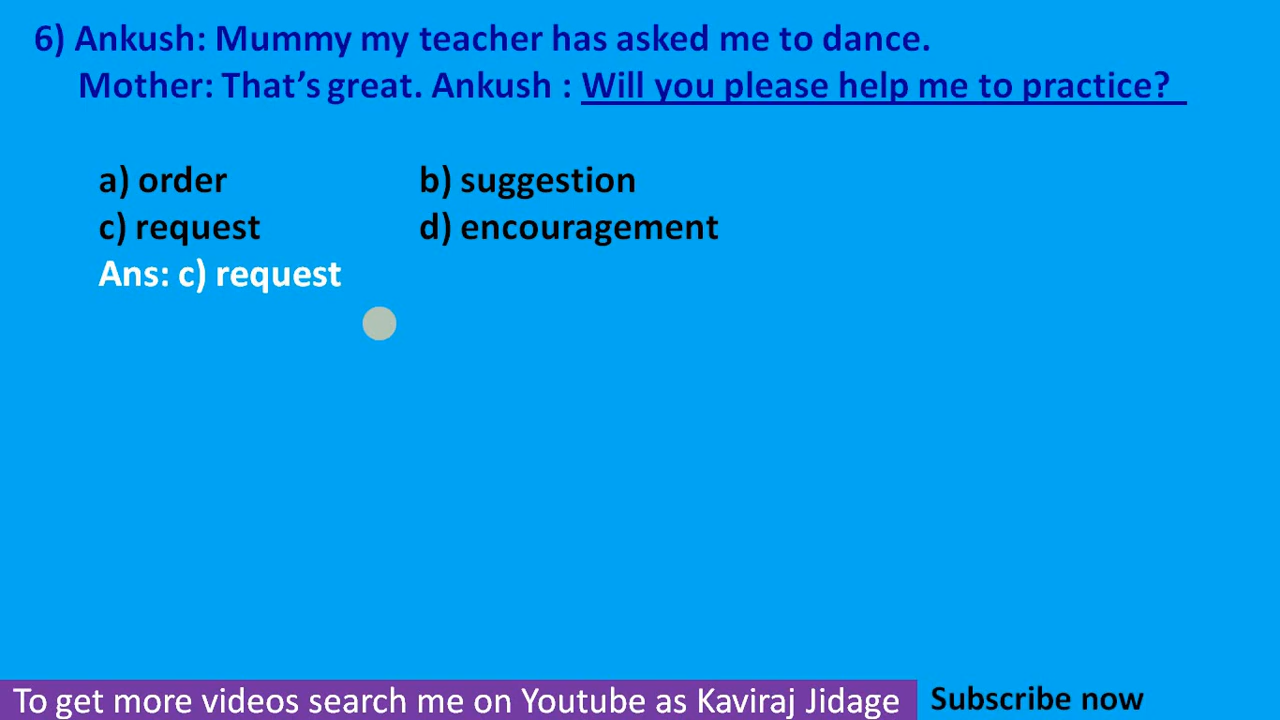 6) Ankush: Mummy my teacher has asked me to dance.
Mother: That's great. Ankush : Will you please help me to practice?
a) order b) suggestion
c) request d) encouragement
Ans: c) request
To get more videos search me on Youtube as Kaviraj Jidage Subscribe now